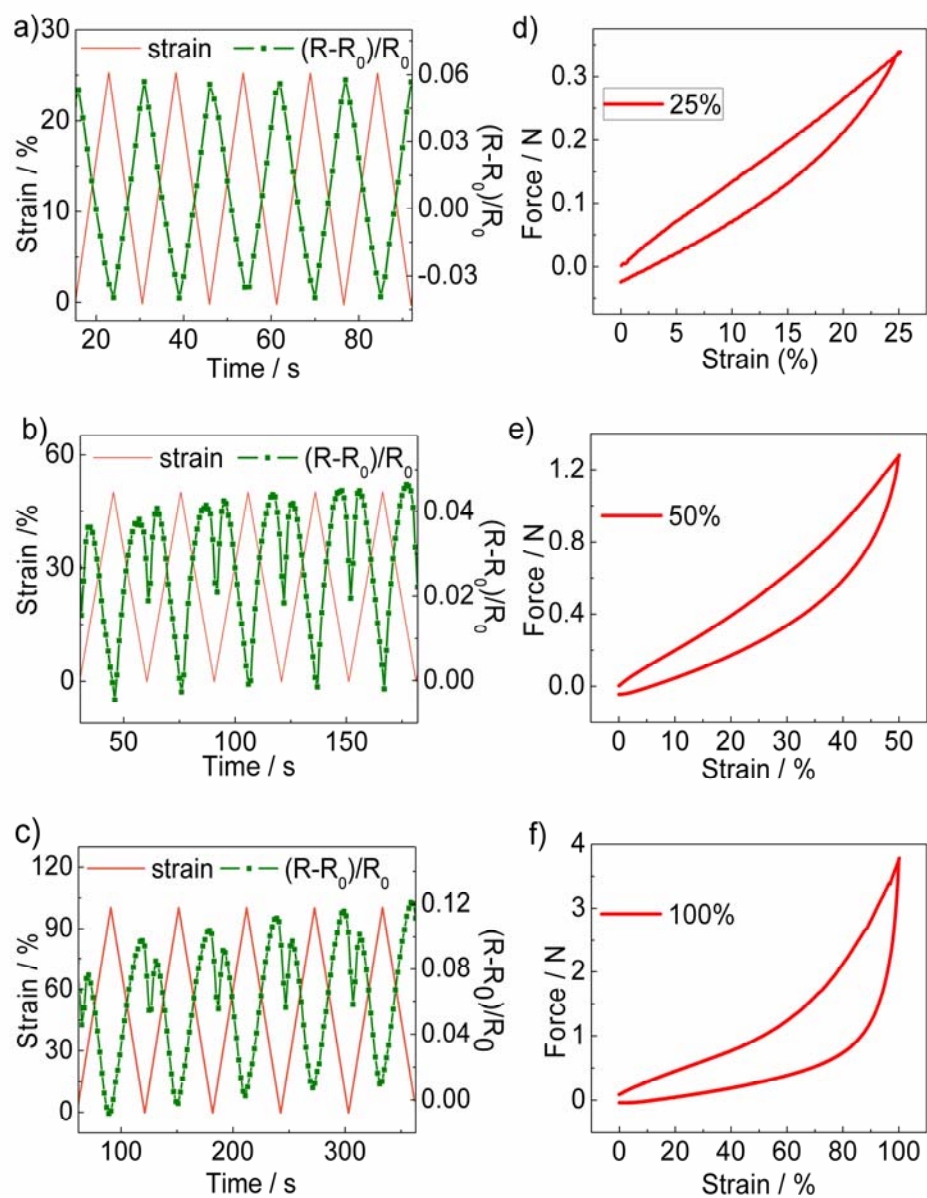 a)
strain (R-R0)/R0
30
20
10
0
Strain / %
0.06
0.03
0.00
-0.03
(R-R0)/R0
20 40 60 80
Time / s
d)
25%
0.3
0.2
0.1
0.0
Force / N
0 5 10 15 20 25
Strain (%)
b)
strain (R-R0)/R0
60
30
0
Strain /%
0.04
0.02
0.00
(R-R0)/R0
50 100 150
Time / s
e)
50%
1.2
0.8
0.4
0.0
Force / N
0 10 20 30 40 50
Strain / %
c)
strain (R-R0)/R0
120
90
60
30
0
Strain / %
0.12
0.08
0.04
0.00
(R-R0)/R0
100 200 300
Time / s
f)
100%
4
3
2
1
0
Force / N
0 20 40 60 80 100
Strain / %